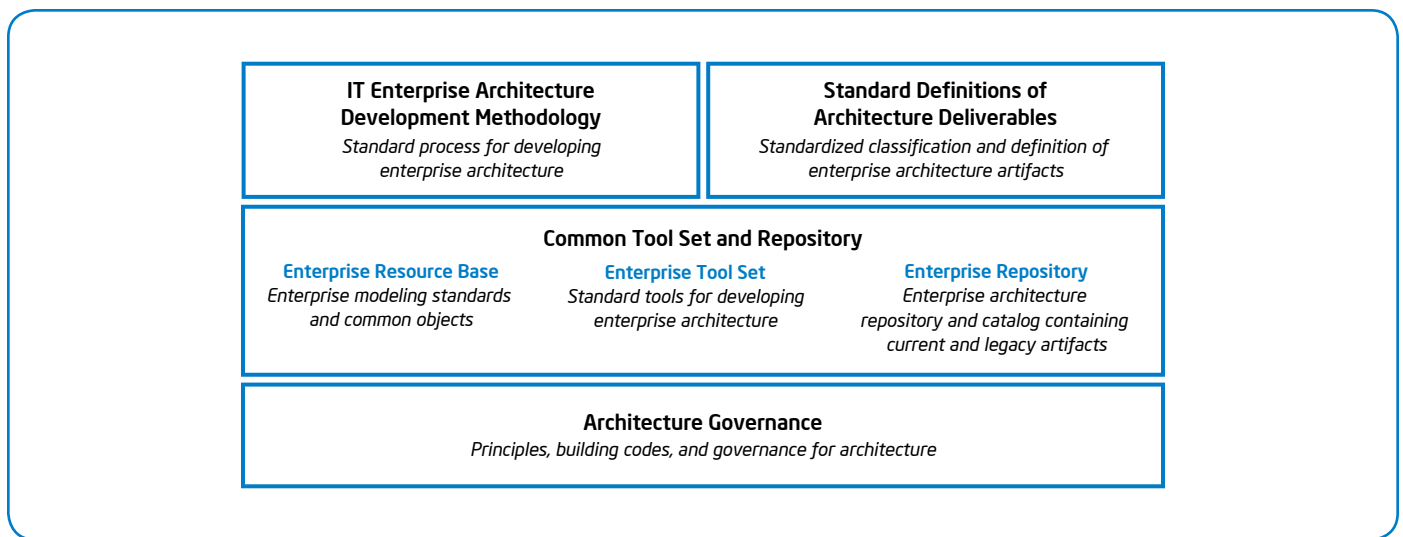 IT Enterprise Architecture
Development Methodology
Standard process for developing
enterprise architecture
Standard Definitions of
Architecture Deliverables
Standardized classification and definition of
enterprise architecture artifacts
Common Tool Set and Repository
Enterprise Resource Base
Enterprise modeling standards
and common objects
Enterprise Tool Set
Standard tools for developing
enterprise architecture
Enterprise Repository
Enterprise architecture
repository and catalog containing
current and legacy artifacts
Architecture Governance
Principles, building codes, and governance for architecture